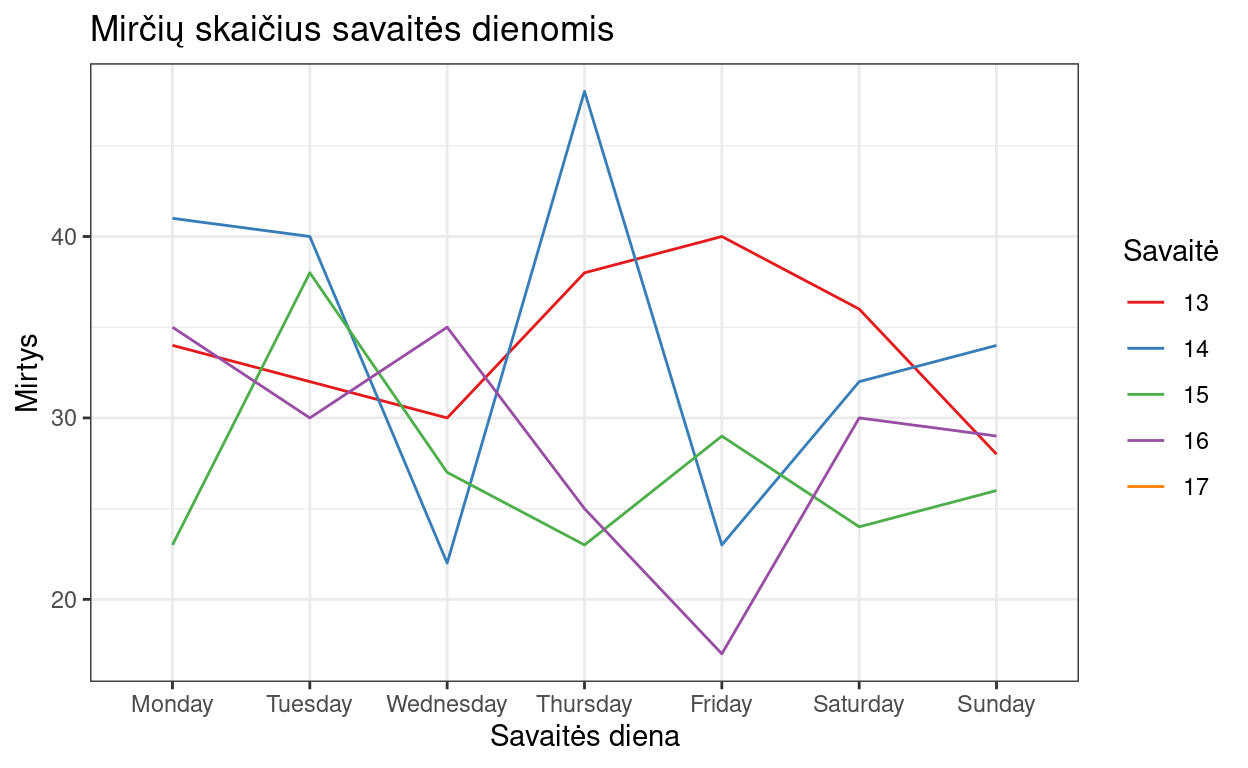 Mirčių skaičius savaitės dienomis
Mirtys
40
30
20
Monday Tuesday Wednesday Thursday Friday Saturday Sunday
Savaitės diena
Savaitė
13
14
15
16
17